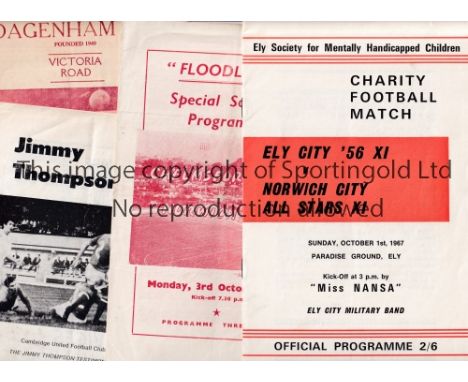 DAGENHAM
FOUNDED 1949
VICTORIA
ROAD
Jimmy
Thompson
Cambridge United Football Club
THE JIMMY THOMPSON TESTIMO
" FLOODL
Special
Program
Monday, 3rd Octo
Kick-off 7.30 p.m.
PROGRAMME THRE
Ely Society for Mentally Handicapped Children
CHARITY
FOOTBALL
MATCH
ELY CITY '56 XI
v
NORWICH CITY
ALL STARS XI
SUNDAY, OCTOBER 1st, 1967
PARADISE GROUND, ELY
Kick-Off at 3 p.m. by
"Miss NANSA"
ELY CITY MILITARY BAND
OFFICIAL PROGRAMME 2/6
This image is copyright of Sportingold Ltd
No reproduction allowed